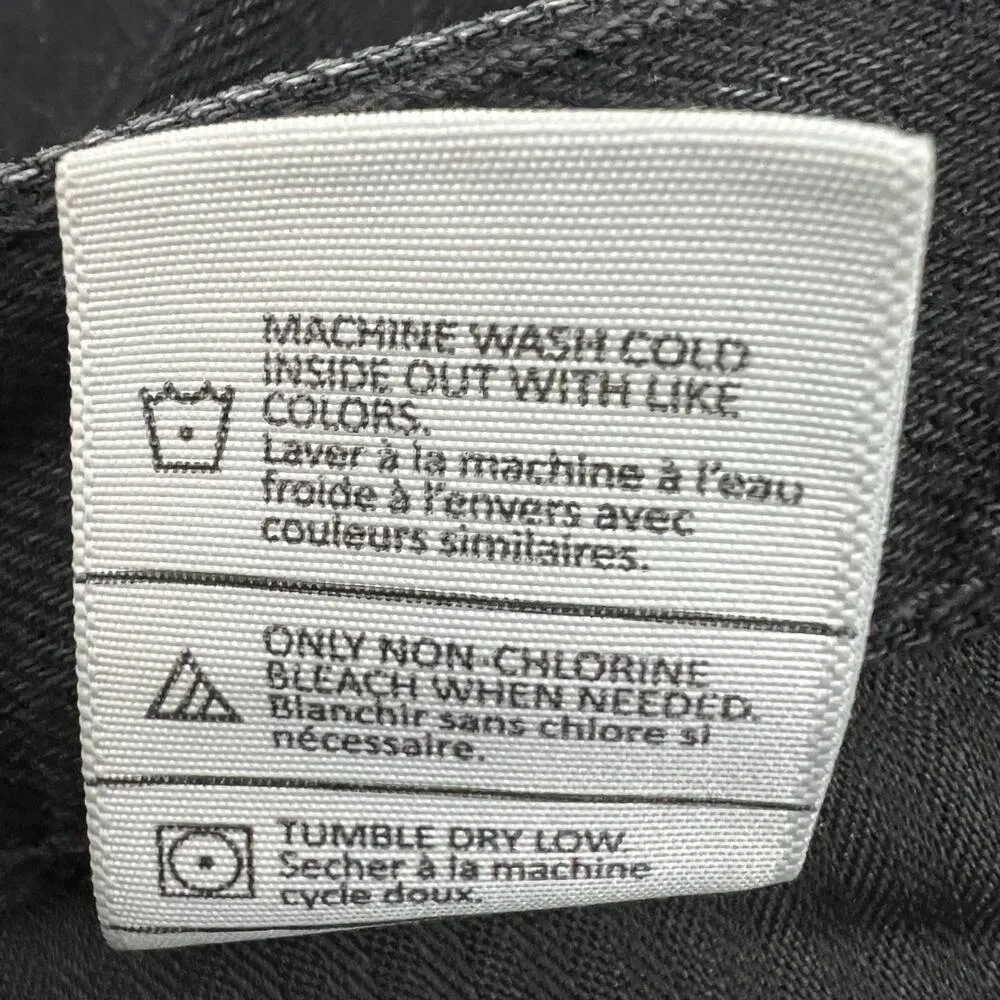 MACHINE WASH COLD
INSIDE OUT WITH LIKE
COLORS.
Laver à la machine à l'eau
froide à l'envers avec
couleurs similaires.
ONLY NON-CHLORINE
BLEACH WHEN NEEDED.
Blanchir sans chlore si
nécessaire.
TUMBLE DRY LOW.
Secher à la machine
cycle doux.